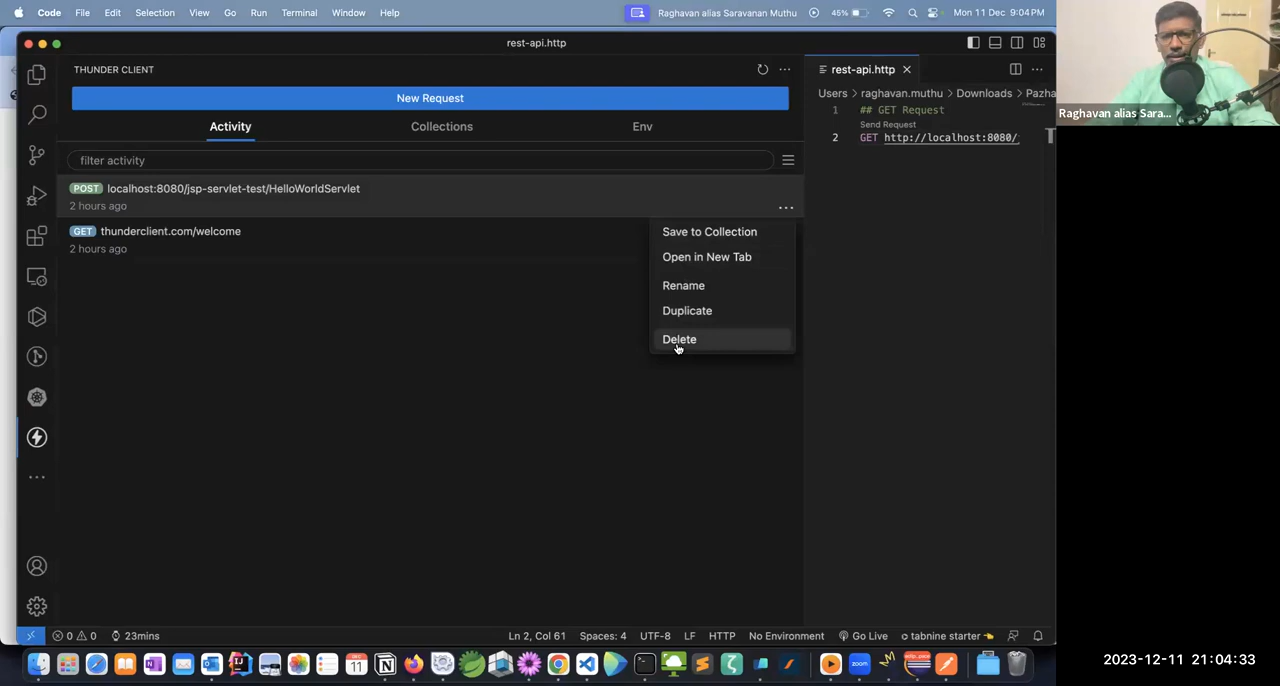 Code File Edit Selection View Go Run Terminal Window Help Raghavan alias Saravanan Muthu 45% Mon 11 Dec 9:04 PM
rest-api.http
THUNDER CLIENT
New Request
Activity Collections Env
filter activity
POST localhost:8080/jsp-servlet-test/HelloWorldServlet
2 hours ago
...
GET thunderclient.com/welcome
2 hours ago
Save to Collection
Open in New Tab
Rename
Duplicate
Delete
rest-api.http
Users > raghavan.muthu > Downloads > Pazha
1 ## GET Request
Send Request
2 GET http://localhost:8080/
Raghavan alias Sara...
0 0 23mins Ln 2, Col 61 Spaces: 4 UTF-8 LF HTTP No Environment Go Live tabnine starter
DEC
11
zoom
2023-12-11 21:04:33